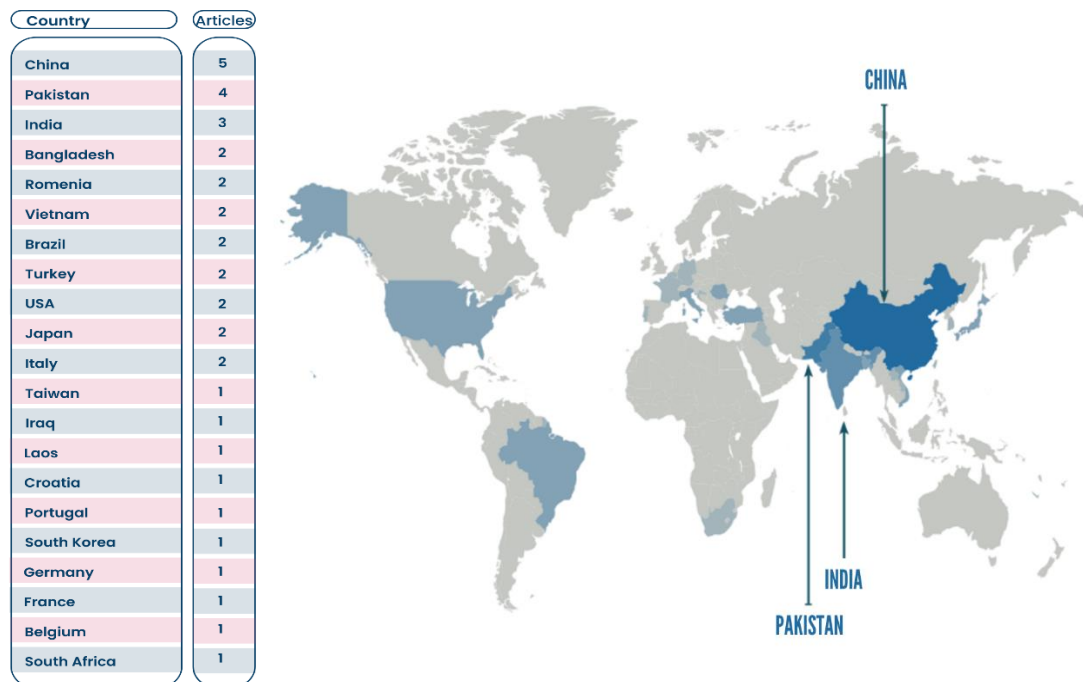 Country Articles
China 5
Pakistan 4
India 3
Bangladesh 2
Romenia 2
Vietnam 2
Brazil 2
Turkey 2
USA 2
Japan 2
Italy 2
Taiwan 1
Iraq 1
Laos 1
Croatia 1
Portugal 1
South Korea 1
Germany 1
France 1
Belgium 1
South Africa 1
CHINA
INDIA
PAKISTAN